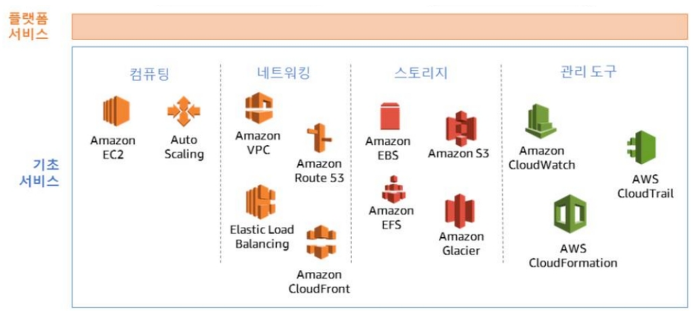 플랫폼
서비스
컴퓨팅
네트워킹
스토리지
관리 도구
기초
서비스
Amazon
EC2
Auto
Scaling
Amazon
VPC
Amazon
Route 53
Elastic Load
Balancing
Amazon
CloudFront
Amazon
EBS
Amazon S3
Amazon
EFS
Amazon
Glacier
Amazon
CloudWatch
AWS
CloudTrail
AWS
CloudFormation